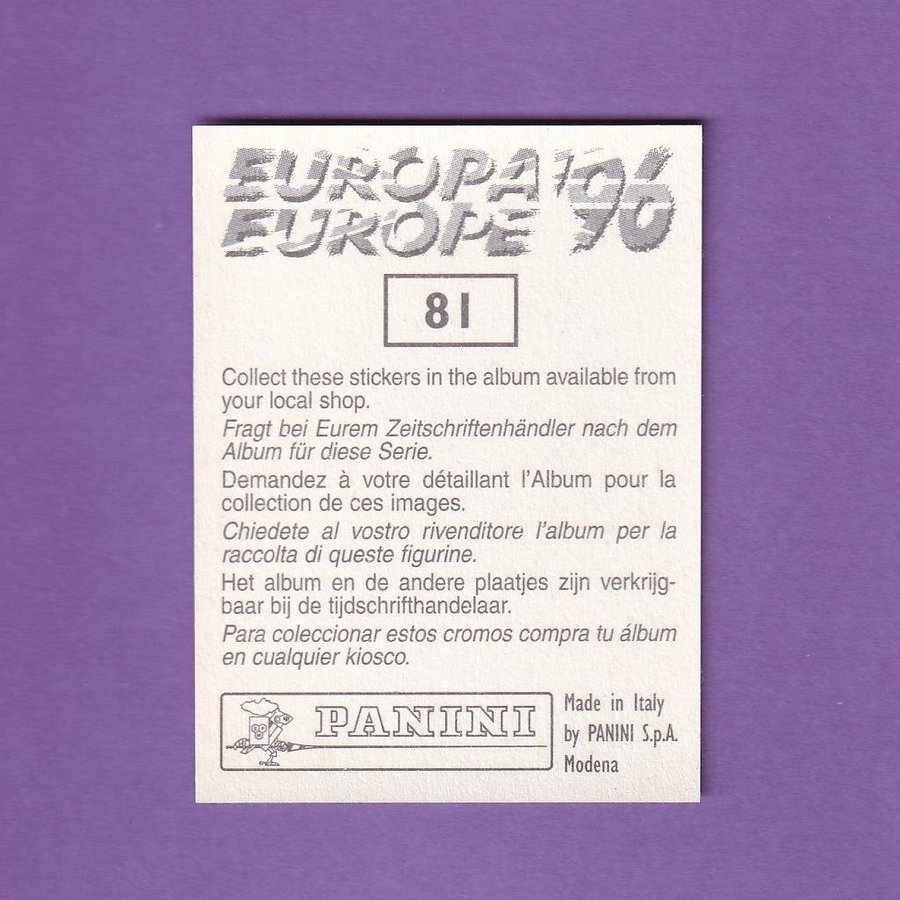 EUROPA '96
EUROPE
81
Collect these stickers in the album available from
your local shop.
Fragt bei Eurem Zeitschriftenhändler nach dem
Album für diese Serie.
Demandez à votre détaillant l'Album pour la
collection de ces images.
Chiedete al vostro rivenditore l'album per la
raccolta di queste figurine.
Het album en de andere plaatjes zijn verkrijg-
baar bij de tijdschrifthandelaar.
Para coleccionar estos cromos compra tu álbum
en cualquier kiosco.
PANINI
Made in Italy
by PANINI S.p.A.
Modena